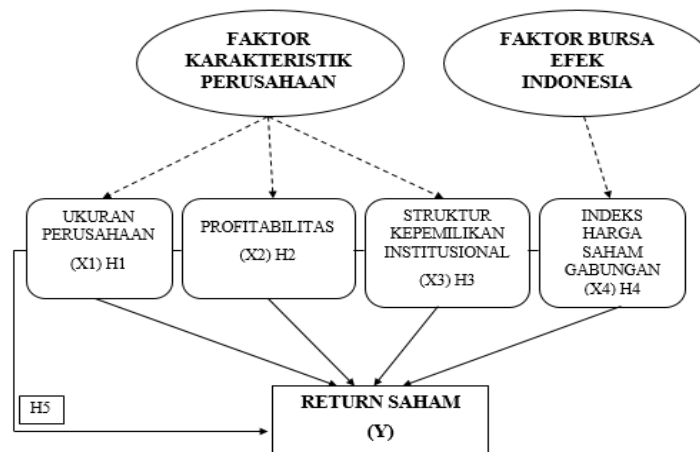 FAKTOR
KARAKTERISTIK
PERUSAHAAN
FAKTOR BURSA
EFEK
INDONESIA
UKURAN
PERUSAHAAN
(X1) H1
PROFITABILITAS
(X2) H2
STRUKTUR
KEPEMILIKAN
INSTITUSIONAL
(X3) H3
INDEKS
HARGA
SAHAM
GABUNGAN
(X4) H4
H5
RETURN SAHAM
(Y)